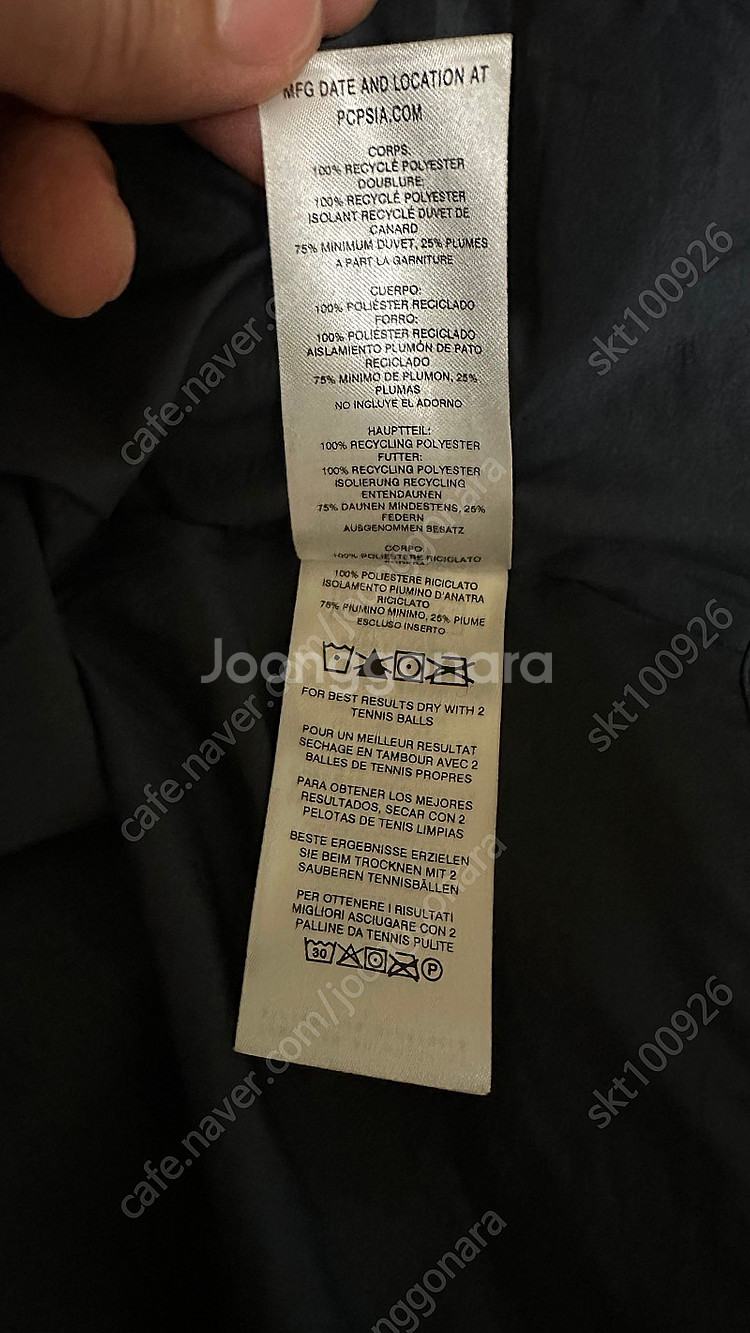 MFG DATE AND LOCATION AT
PCPSIA.COM
CORPS:
100% RECYCLÉ POLYESTER
DOUBLURE:
100% RECYCLÉ POLYESTER
ISOLANT RECYCLÉ DUVET DE
CANARD
75% MINIMUM DUVET, 25% PLUMES
A PART LA GARNITURE
CUERPO:
100% POLIÉSTER RECICLADO
FORRO:
100% POLIÉSTER RECICLADO
AISLAMIENTO PLUMÓN DE PATO
RECICLADO
75% MINIMO DE PLUMON, 25%
PLUMAS
NO INCLUYE EL ADORNO
HAUPTTEIL:
100% RECYCLING POLYESTER
FUTTER:
100% RECYCLING POLYESTER
ISOLIERUNG RECYCLING
ENTENDAUNEN
75% DAUNEN MINDESTENS, 25%
FEDERN
AUSGENOMMEN BESATZ
CORPO
100% POLIESTERE RICICLATO
100% POLIESTERE RICICLATO
ISOLAMENTO PIUMINO D'ANATRA
RICICLATO
75% PIUMINO MINIMO, 25% PIUME
ESCLUSO INSERTO
Joonggonara
FOR BEST RESULTS DRY WITH 2
TENNIS BALLS
POUR UN MEILLEUR RESULTAT
SECHAGE EN TAMBOUR AVEC 2
BALLES DE TENNIS PROPRES
PARA OBTENER LOS MEJORES
RESULTADOS, SECAR CON 2
PELOTAS DE TENIS LIMPIAS
BESTE ERGEBNISSE ERZIELEN
SIE BEIM TROCKNEN MIT 2
SAUBEREN TENNISBÄLLEN
PER OTTENERE I RISULTATI
MIGLIORI ASCIUGARE CON 2
PALLINE DA TENNIS PULITE
30 P
cafe.naver.com/joonggonara
skt100926
cafe.naver.com/joonggonara
skt100926
cafe.naver.com/joonggonara
skt100926